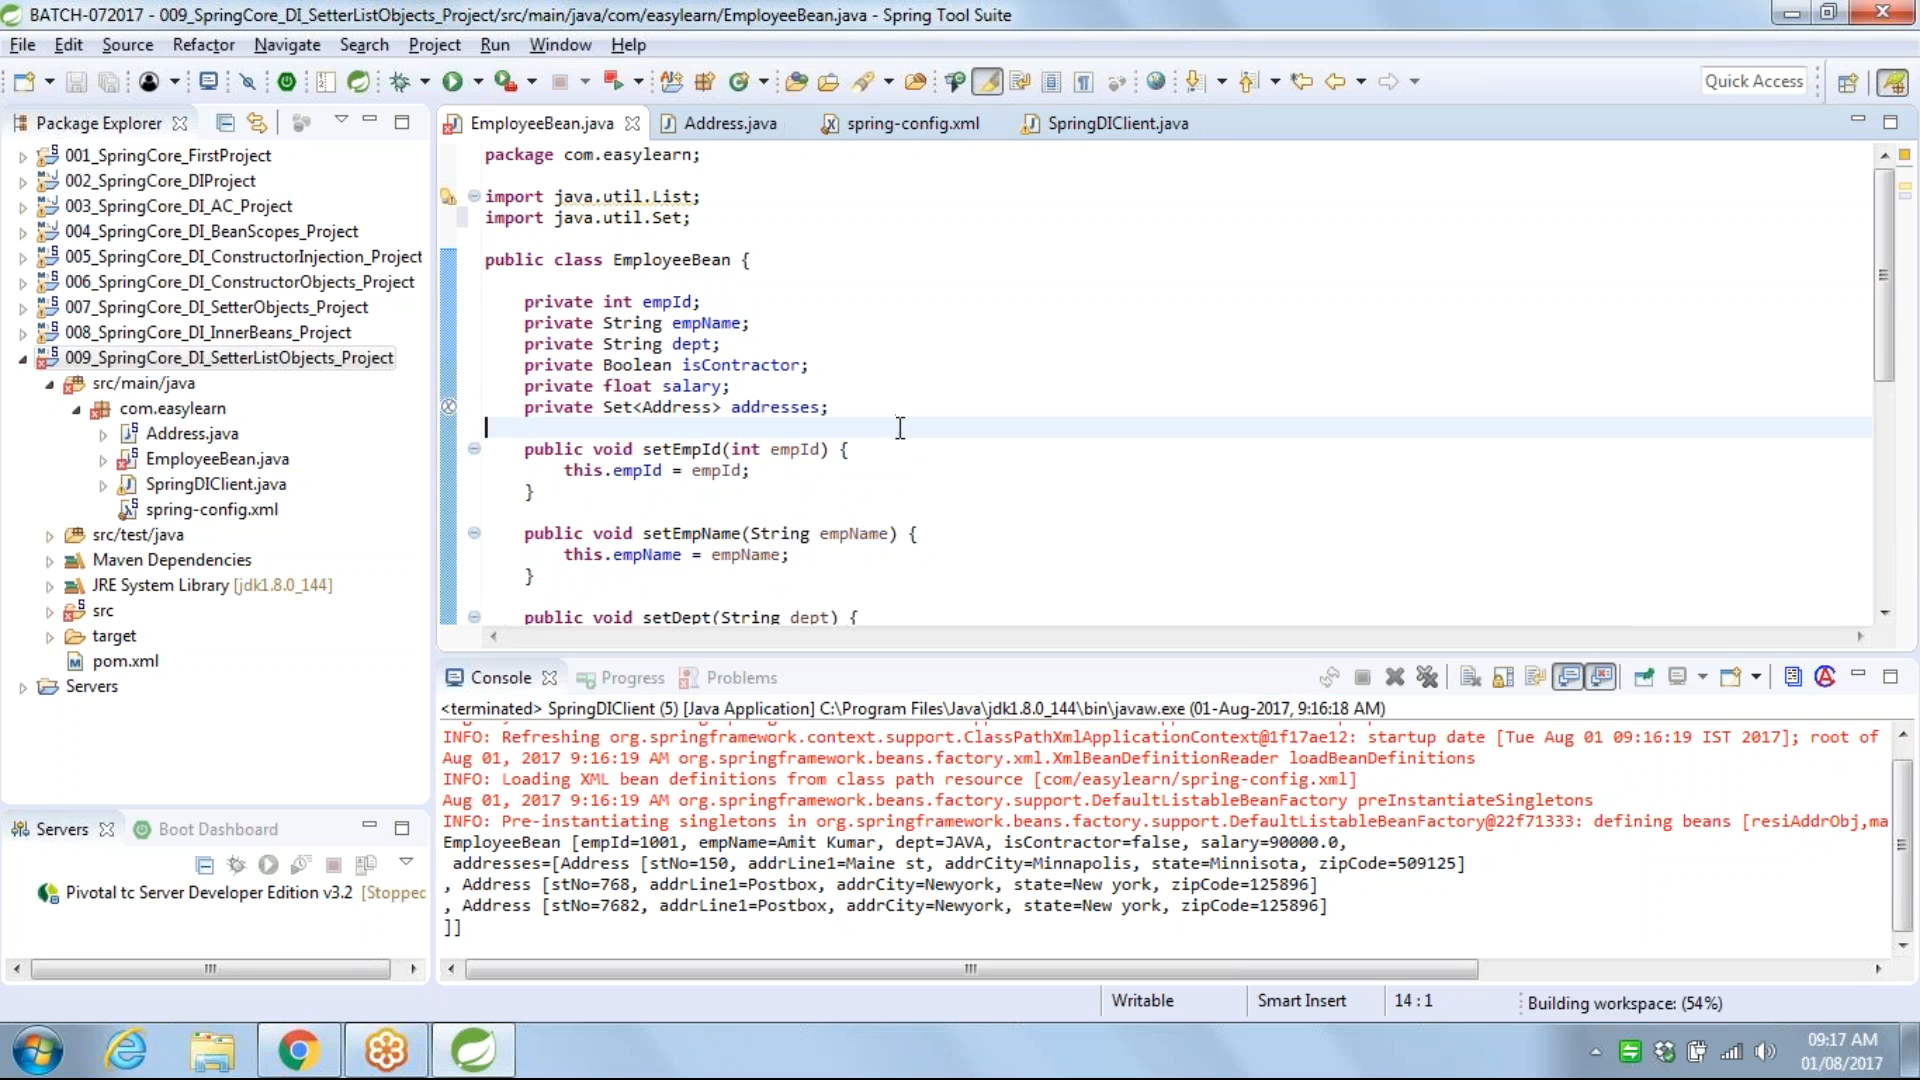 BATCH-072017 - 009_SpringCore_DI_SetterListObjects_Project/src/main/java/com/easylearn/EmployeeBean.java - Spring Tool Suite
File Edit Source Refactor Navigate Search Project Run Window Help
Quick Access
Package Explorer
001_SpringCore_FirstProject
002_SpringCore_DIProject
003_SpringCore_DI_AC_Project
004_SpringCore_DI_BeanScopes_Project
005_SpringCore_DI_ConstructorInjection_Project
006_SpringCore_DI_ConstructorObjects_Project
007_SpringCore_DI_SetterObjects_Project
008_SpringCore_DI_InnerBeans_Project
009_SpringCore_DI_SetterListObjects_Project
src/main/java
com.easylearn
Address.java
EmployeeBean.java
SpringDIClient.java
spring-config.xml
src/test/java
Maven Dependencies
JRE System Library [jdk1.8.0_144]
src
target
pom.xml
Servers
EmployeeBean.java Address.java spring-config.xml SpringDIClient.java
package com.easylearn;
import java.util.List;
import java.util.Set;
public class EmployeeBean {
private int empId;
private String empName;
private String dept;
private Boolean isContractor;
private float salary;
private Set<Address> addresses;
public void setEmpId(int empId) {
this.empId = empId;
}
public void setEmpName(String empName) {
this.empName = empName;
}
public void setDept(String dept) {
Servers Boot Dashboard
Pivotal tc Server Developer Edition v3.2 [Stopped
Console Progress Problems
<terminated> SpringDIClient (5) [Java Application] C:\Program Files\Java\jdk1.8.0_144\bin\javaw.exe (01-Aug-2017, 9:16:18 AM)
INFO: Refreshing org.springframework.context.support.ClassPathXmlApplicationContext@1f17ae12: startup date [Tue Aug 01 09:16:19 IST 2017]; root of
Aug 01, 2017 9:16:19 AM org.springframework.beans.factory.xml.XmlBeanDefinitionReader loadBeanDefinitions
INFO: Loading XML bean definitions from class path resource [com/easylearn/spring-config.xml]
Aug 01, 2017 9:16:19 AM org.springframework.beans.factory.support.DefaultListableBeanFactory preInstantiateSingletons
INFO: Pre-instantiating singletons in org.springframework.beans.factory.support.DefaultListableBeanFactory@22f71333: defining beans [resiAddrObj,ma
EmployeeBean [empId=1001, empName=Amit Kumar, dept=JAVA, isContractor=false, salary=90000.0,
addresses=[Address [stNo=150, addrLine1=Maine st, addrCity=Minnapolis, state=Minnisota, zipCode=509125]
, Address [stNo=768, addrLine1=Postbox, addrCity=Newyork, state=New york, zipCode=125896]
, Address [stNo=7682, addrLine1=Postbox, addrCity=Newyork, state=New york, zipCode=125896]
]]
Writable Smart Insert 14 : 1 Building workspace: (54%)
09:17 AM
01/08/2017